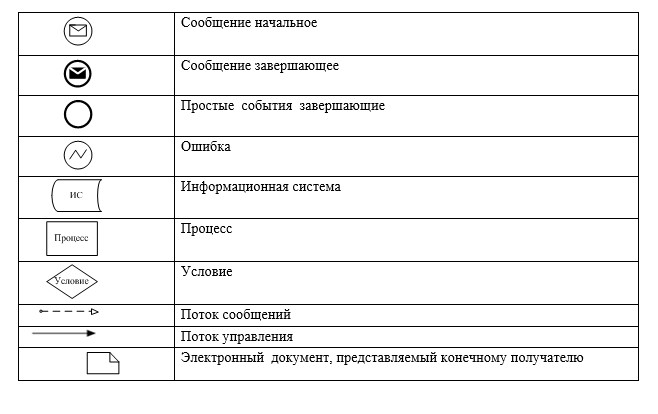 Сообщение начальное
Сообщение завершающее
Простые события завершающие
Ошибка
ИС
Информационная система
Процесс
Процесс
Условие
Условие
Поток сообщений
Поток управления
Электронный документ, представляемый конечному получателю